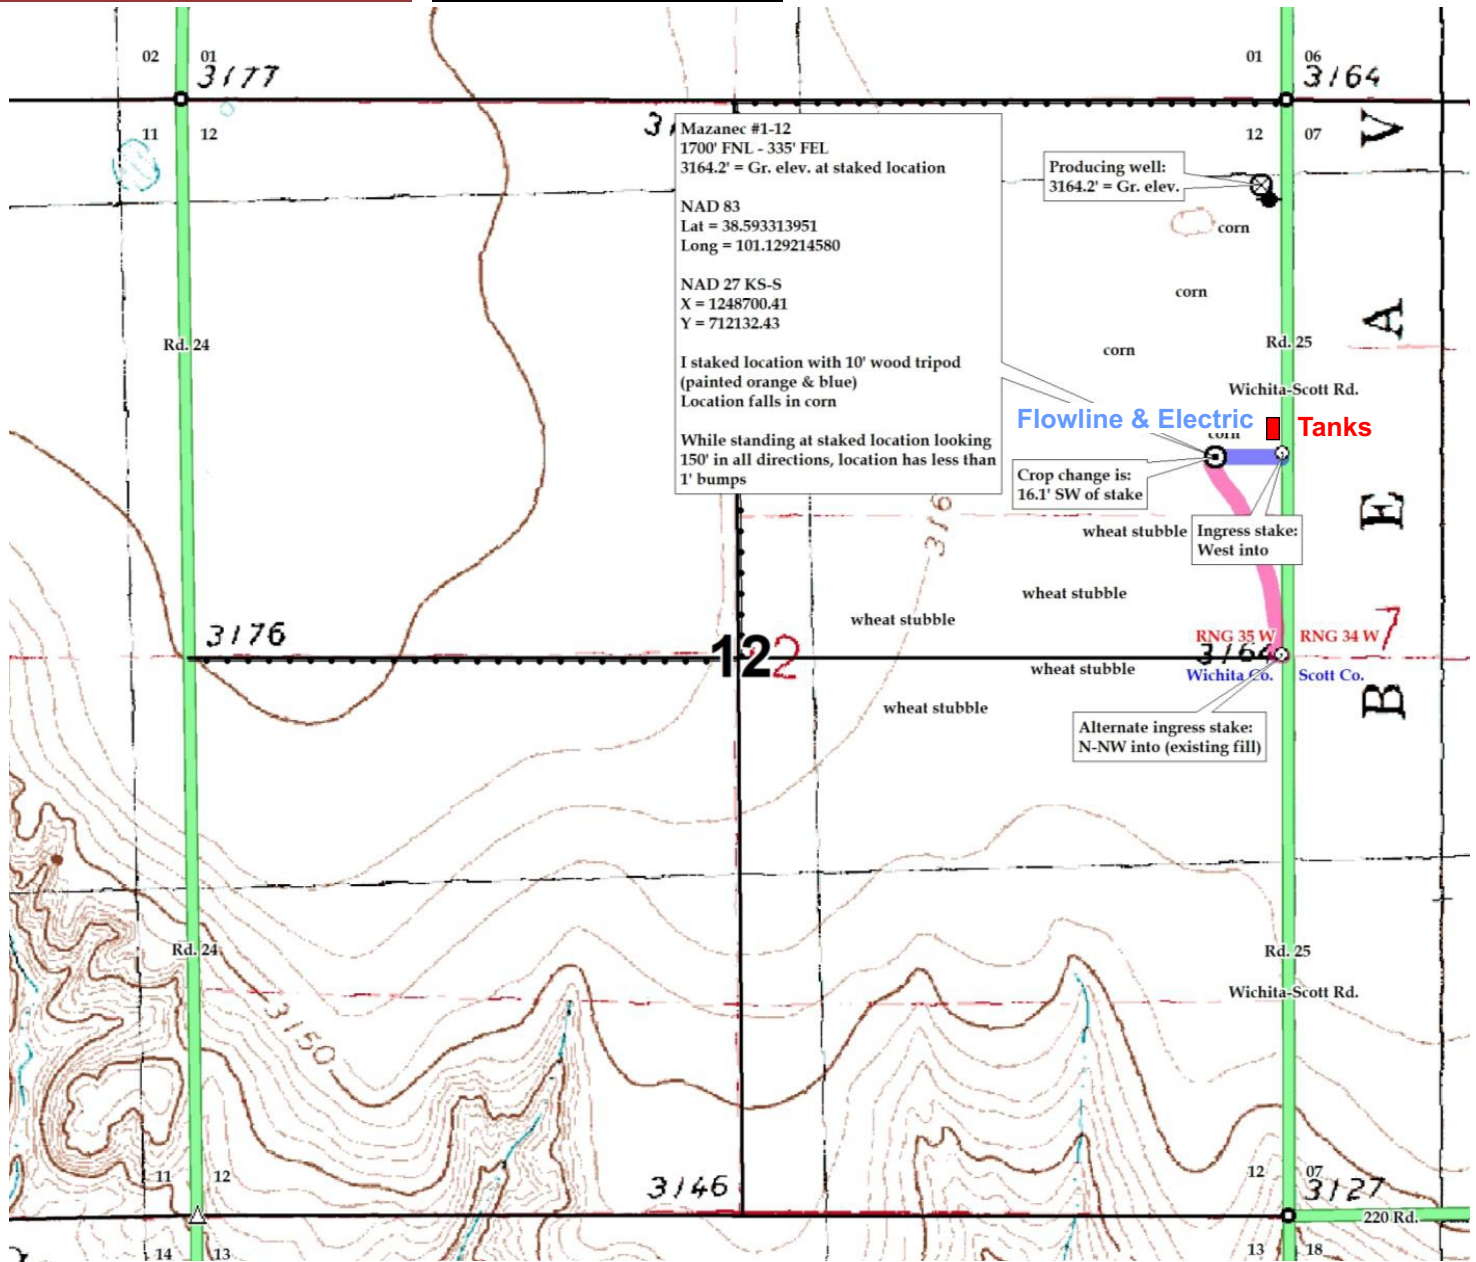 02
01
3177
01
06
3164
11
12
12
07
Mazanec #1-12
1700' FNL - 335' FEL
3164.2' = Gr. elev. at staked location
NAD 83
Lat = 38.593313951
Long = 101.129214580
NAD 27 KS-S
X = 1248700.41
Y = 712132.43
I staked location with 10' wood tripod
(painted orange & blue)
Location falls in corn
While standing at staked location looking
150' in all directions, location has less than
1' bumps
Producing well:
3164.2' = Gr. elev.
V
corn
corn
A
Rd. 24
Rd. 25
corn
Wichita-Scott Rd.
Flowline & Electric
Tanks
corn
Crop change is:
16.1' SW of stake
E
316
wheat stubble
Ingress stake:
West into
wheat stubble
wheat stubble
3176
RNG 35 W
RNG 34 W
7
12
2
wheat stubble
Wichita Co.
Scott Co.
B
wheat stubble
Alternate ingress stake:
N-NW into (existing fill)
Rd. 24
Rd. 25
Wichita-Scott Rd.
3150
11
12
3146
12
07
3127
220 Rd.
14
13
13
18